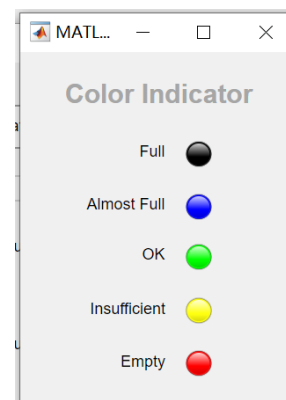 MATL...
Color Indicator
Full
Almost Full
OK
Insufficient
Empty